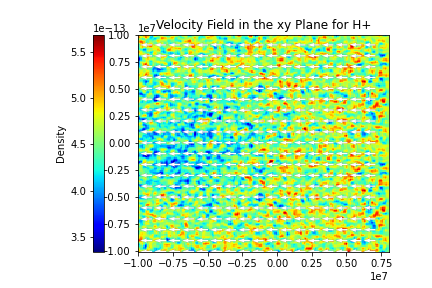 1e−13
1e7
Velocity Field in the xy Plane for H+
5.5
5.0
4.5
4.0
3.5
Density
1.00
0.75
0.50
0.25
0.00
−0.25
−0.50
−0.75
−1.00
−1.00 −0.75 −0.50 −0.25 0.00 0.25 0.50 0.75
1e7